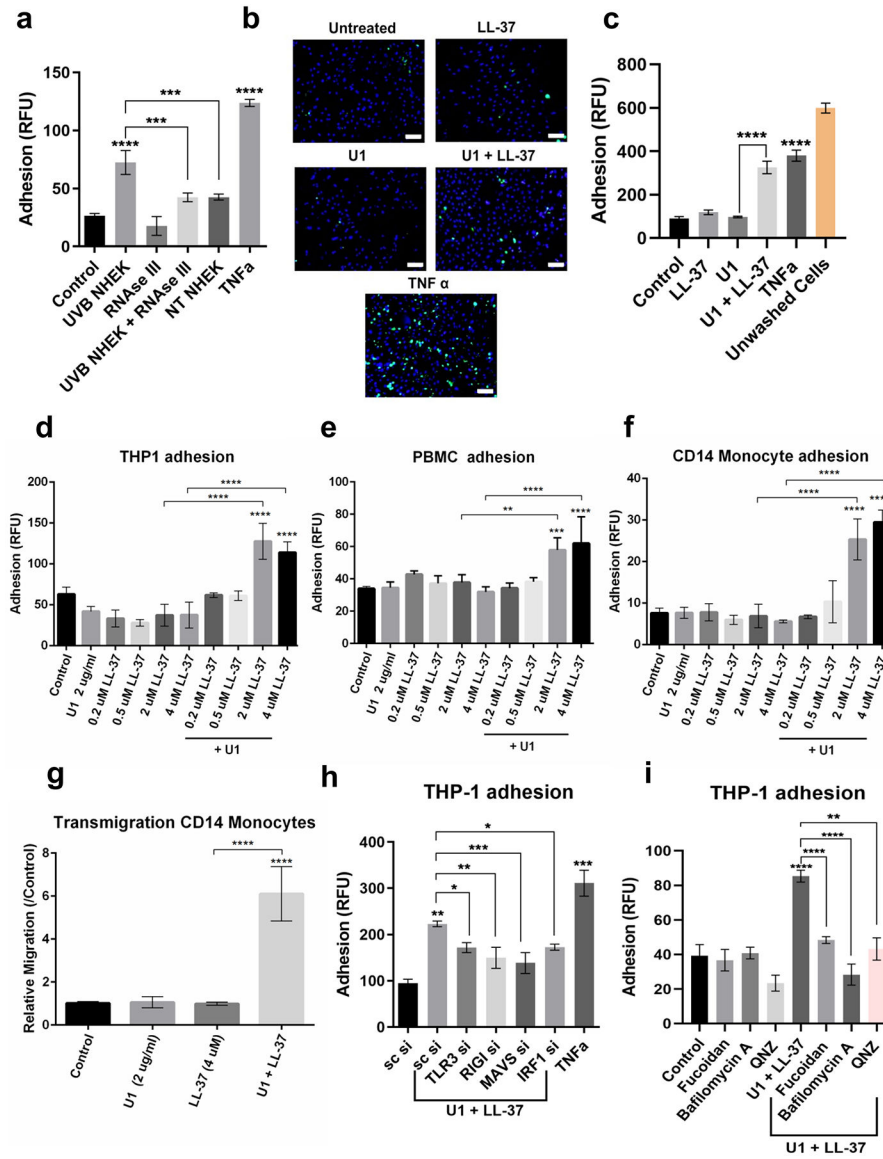 a
Adhesion (RFU)
150
100
50
0
***
***
****
****
Control
UVB NHEK
RNAse III
UVB NHEK + RNAse III
NT NHEK
TNFa
b
Untreated
LL-37
U1
U1 + LL-37
TNF α
c
Adhesion (RFU)
800
600
400
200
0
****
****
Control
LL-37
U1
U1 + LL-37
TNFa
Unwashed Cells
d
THP1 adhesion
Adhesion (RFU)
200
150
100
50
0
****
****
****
****
Control
U1 2 ug/ml
0.2 uM LL-37
0.5 uM LL-37
2 uM LL-37
4 uM LL-37
0.2 uM LL-37
0.5 uM LL-37
2 uM LL-37
4 uM LL-37
+ U1
e
PBMC adhesion
Adhesion (RFU)
100
80
60
40
20
0
****
**
***
****
Control
U1 2 ug/ml
0.2 uM LL-37
0.5 uM LL-37
2 uM LL-37
4 uM LL-37
0.2 uM LL-37
0.5 uM LL-37
2 uM LL-37
4 uM LL-37
+ U1
f
CD14 Monocyte adhesion
Adhesion (RFU)
40
30
20
10
0
****
****
****
***
Control
U1 2 ug/ml
0.2 uM LL-37
0.5 uM LL-37
2 uM LL-37
4 uM LL-37
0.2 uM LL-37
0.5 uM LL-37
2 uM LL-37
4 uM LL-37
+ U1
g
Transmigration CD14 Monocytes
Relative Migration (/Control)
8
6
4
2
0
****
****
Control
U1 (2 ug/ml)
LL-37 (4 uM)
U1 + LL-37
h
THP-1 adhesion
Adhesion (RFU)
400
300
200
100
0
*
***
**
*
**
***
sc si
sc si
TLR3 si
RIGI si
MAVS si
IRF1 si
TNFa
U1 + LL-37
i
THP-1 adhesion
Adhesion (RFU)
100
80
60
40
20
0
**
****
****
****
Control
Fucoidan
Bafilomycin A
QNZ
U1 + LL-37
Fucoidan
Bafilomycin A
QNZ
U1 + LL-37